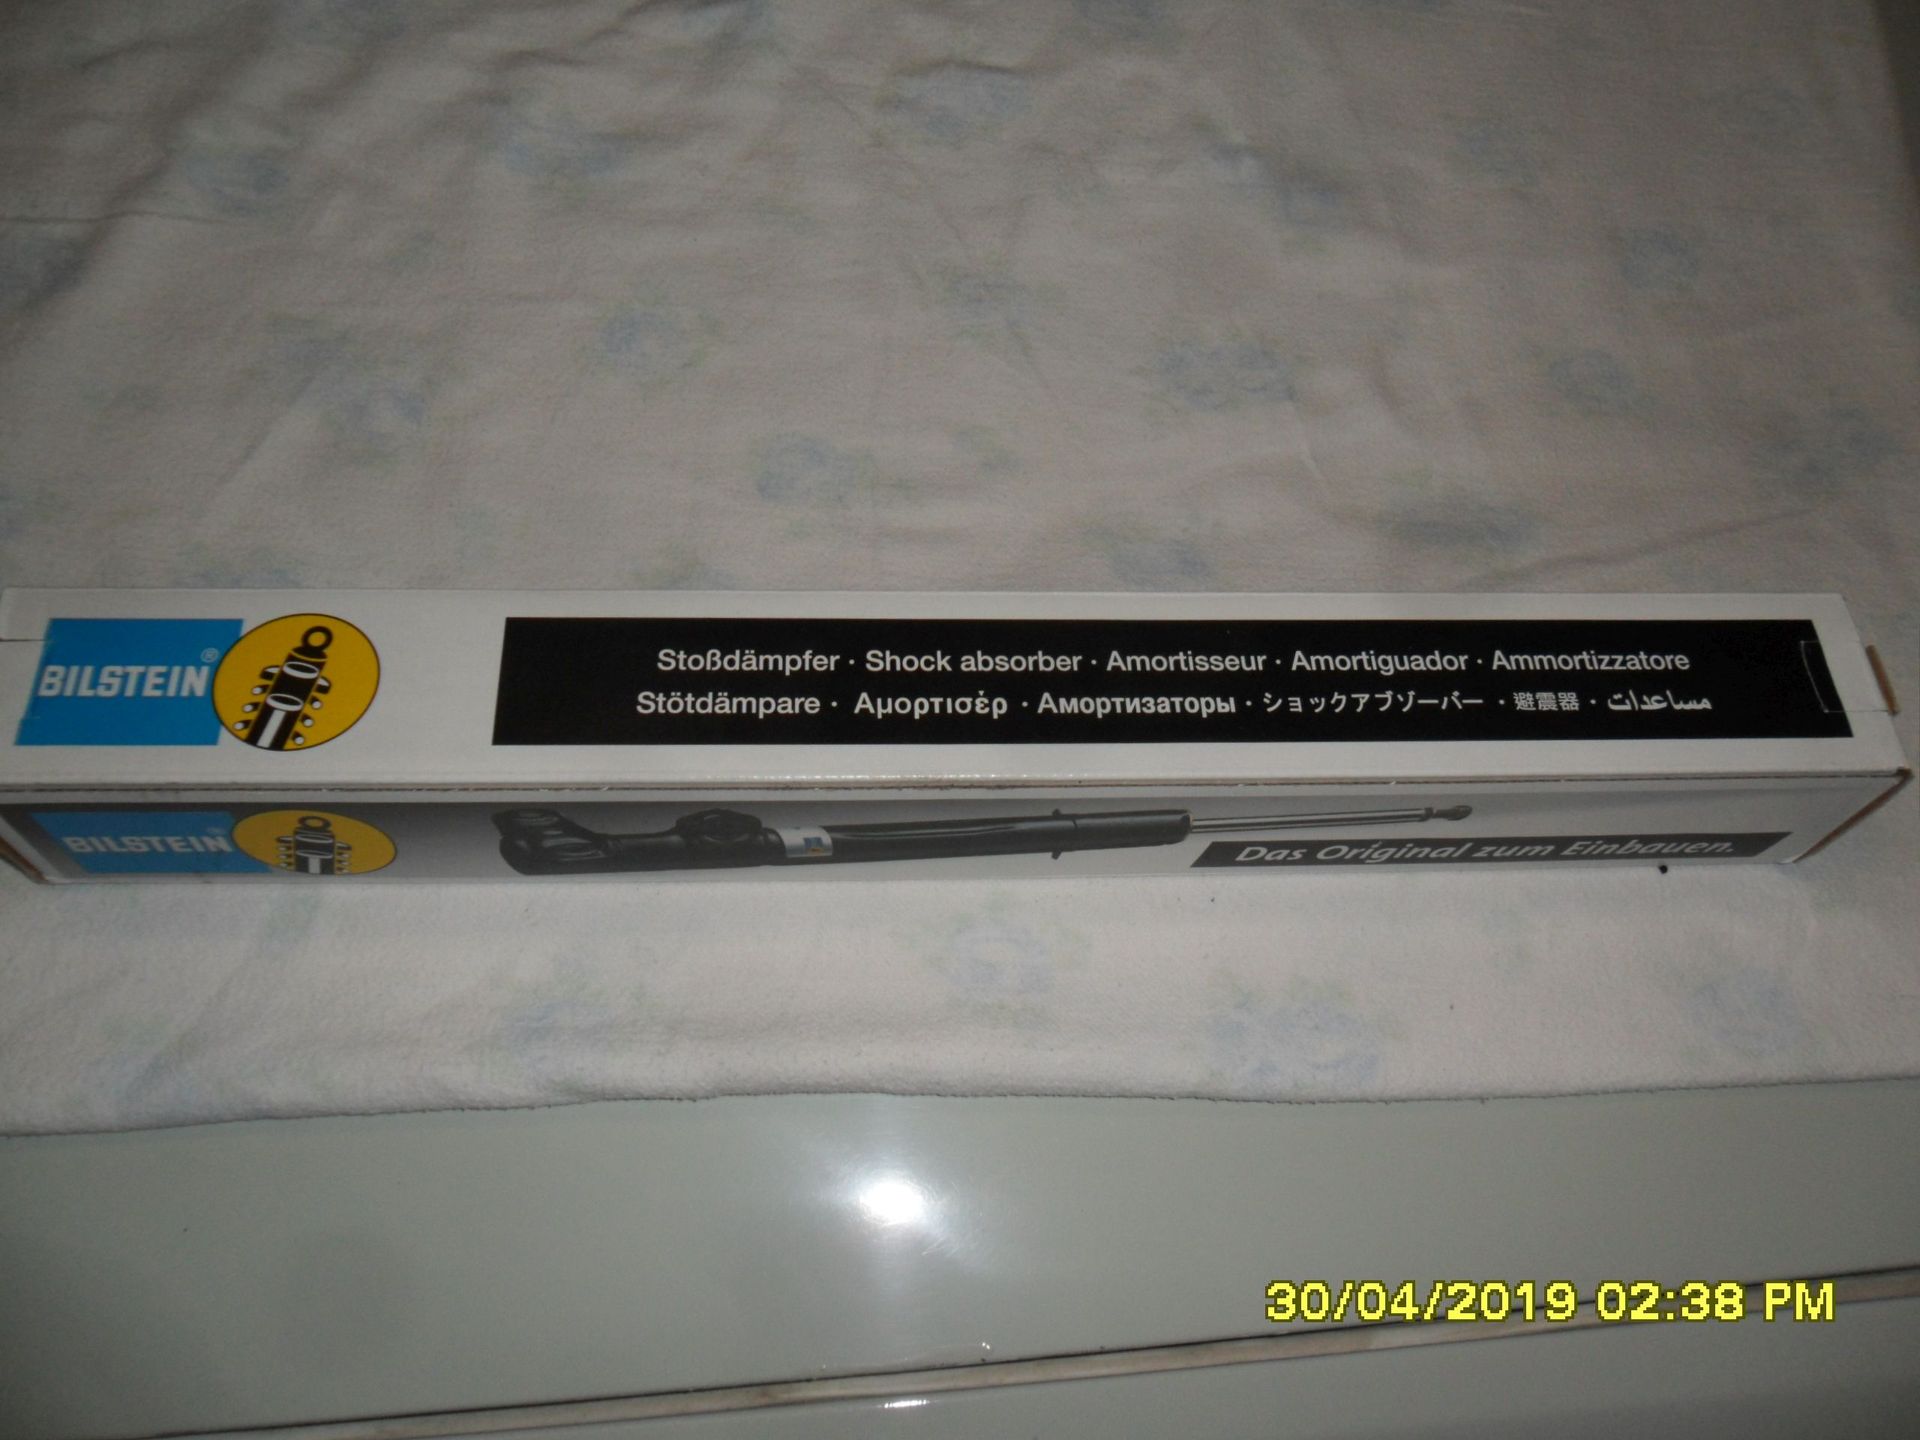 BILSTEIN®
Stoßdämpfer · Shock absorber · Amortisseur · Amortiguador · Ammortizzatore
Stötdämpare · Αμορτισέρ · Амортизаторы · ショックアブゾーバー · 避震器 · مساعدات
BILSTEIN®
Das Original zum Einbauen.
30/04/2019 02:38 PM